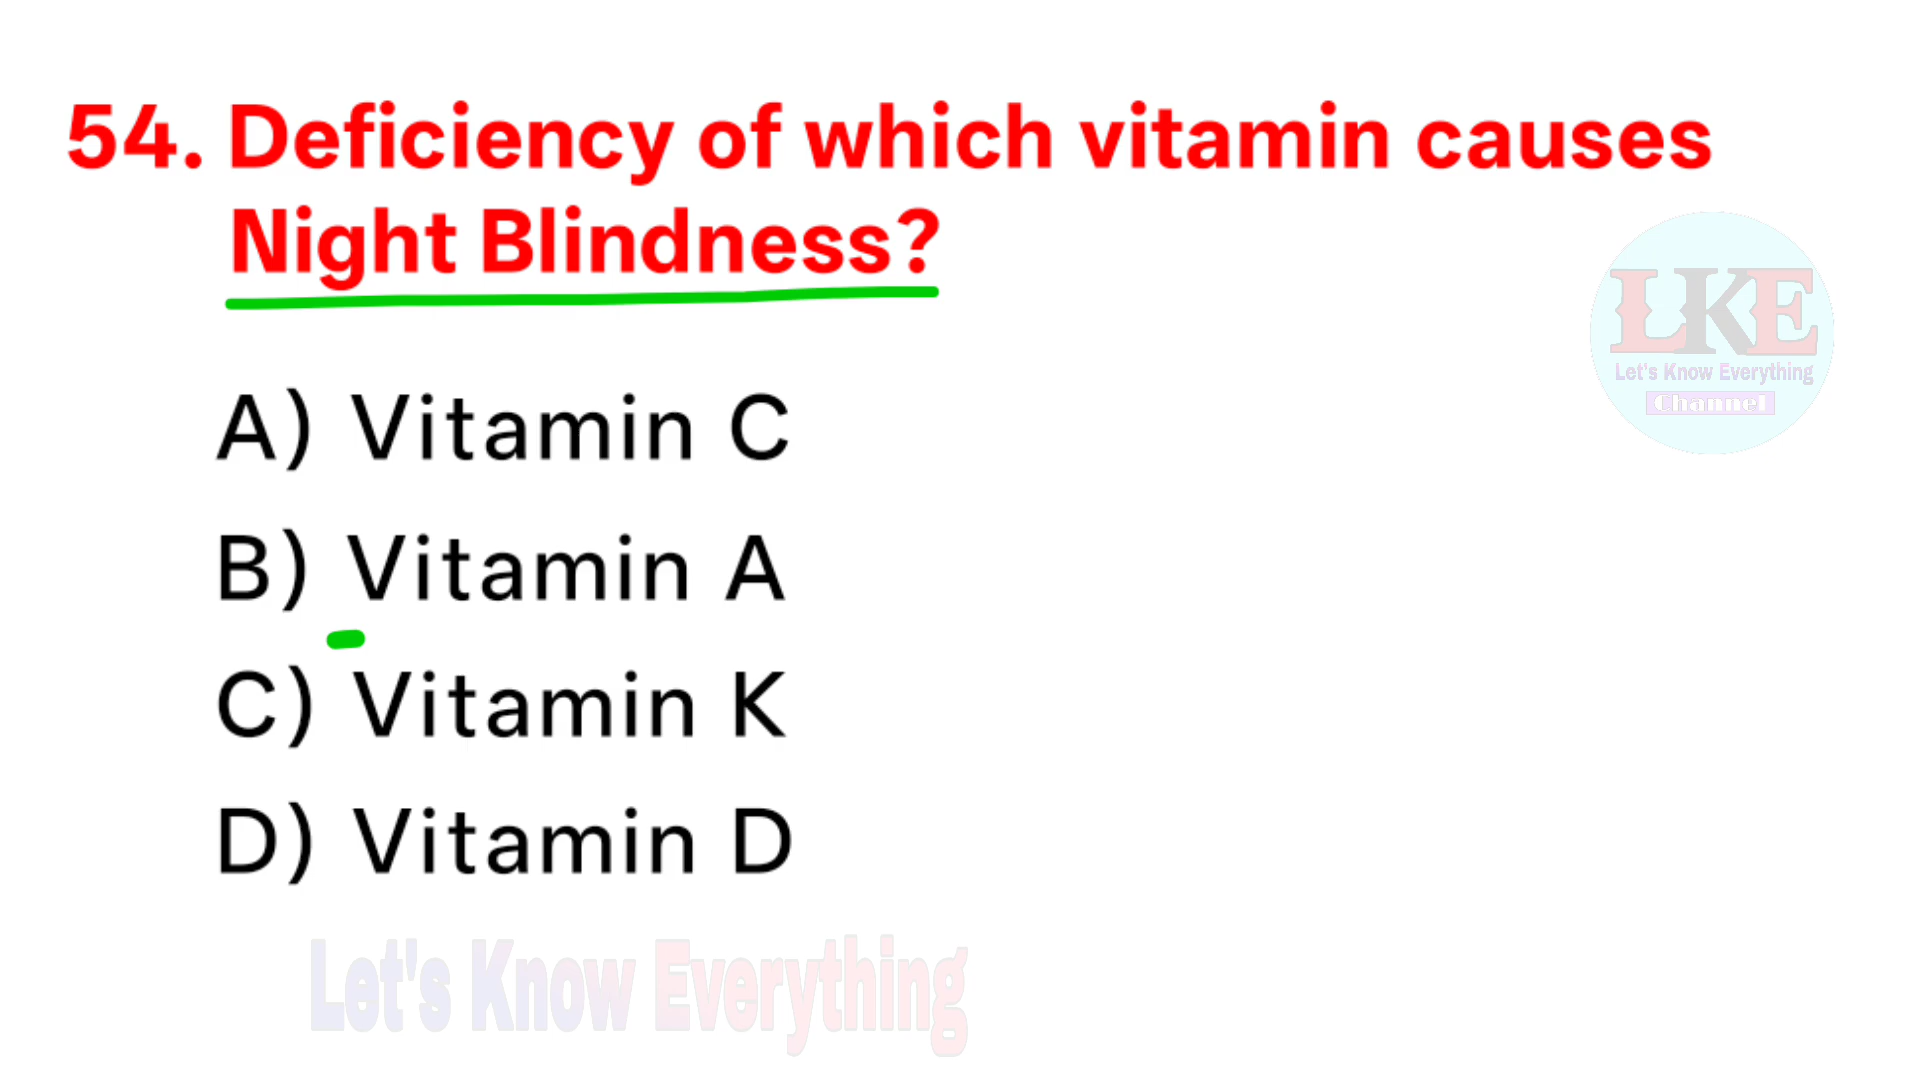 54. Deficiency of which vitamin causes
Night Blindness?
LKE
Let's Know Everything
Channel
A) Vitamin C
B) Vitamin A
C) Vitamin K
D) Vitamin D
Let's Know Everything